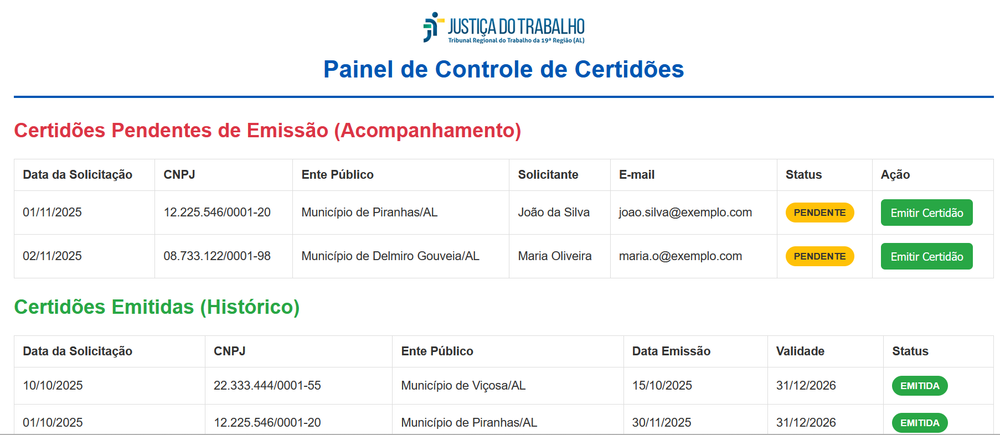 JUSTIÇA DO TRABALHO
Tribunal Regional do Trabalho da 19ª Região (AL)
Painel de Controle de Certidões
Certidões Pendentes de Emissão (Acompanhamento)
Data da Solicitação CNPJ Ente Público Solicitante E-mail Status Ação
01/11/2025 12.225.546/0001-20 Município de Piranhas/AL João da Silva joao.silva@exemplo.com PENDENTE Emitir Certidão
02/11/2025 08.733.122/0001-98 Município de Delmiro Gouveia/AL Maria Oliveira maria.o@exemplo.com PENDENTE Emitir Certidão
Certidões Emitidas (Histórico)
Data da Solicitação CNPJ Ente Público Data Emissão Validade Status
10/10/2025 22.333.444/0001-55 Município de Viçosa/AL 15/10/2025 31/12/2026 EMITIDA
01/10/2025 12.225.546/0001-20 Município de Piranhas/AL 30/11/2025 31/12/2026 EMITIDA